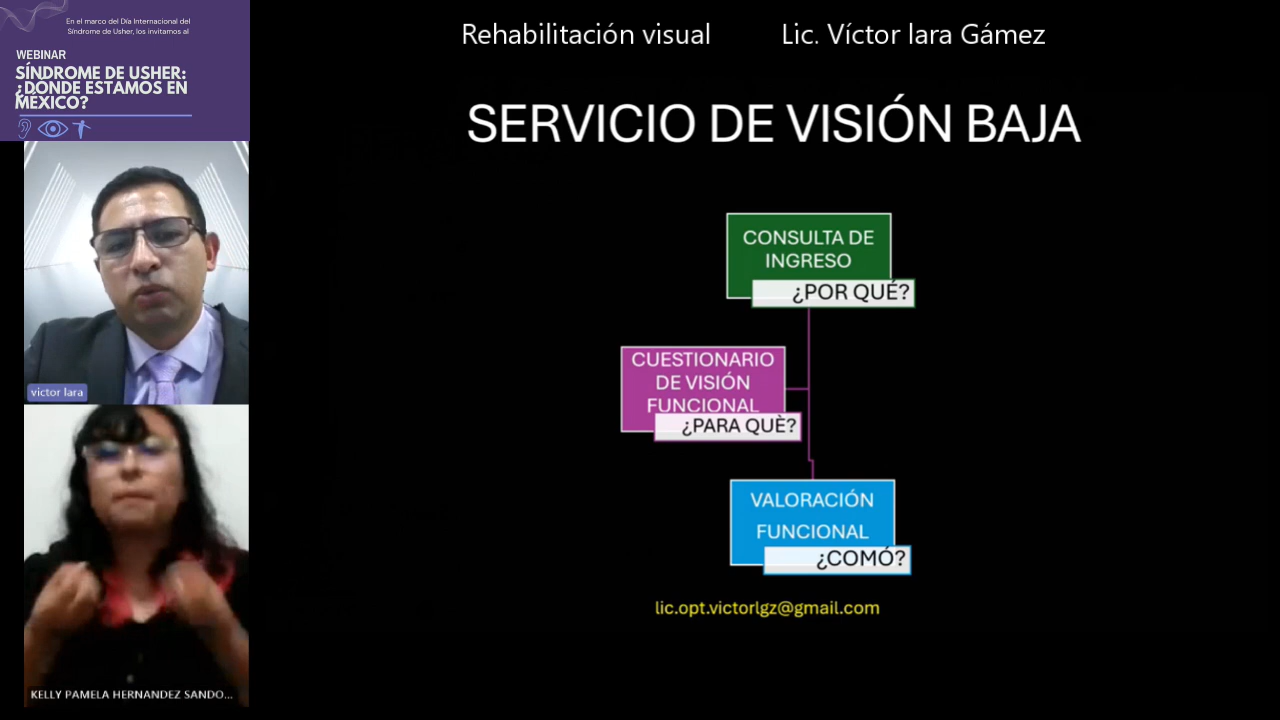 En el marco del Día Internacional del
Síndrome de Usher, los invitamos al
WEBINAR
SÍNDROME DE USHER:
¿DONDE ESTAMOS EN
MÉXICO?
victor lara
KELLY PAMELA HERNANDEZ SANDO...
Rehabilitación visual Lic. Víctor lara Gámez
SERVICIO DE VISIÓN BAJA
CONSULTA DE
INGRESO
¿POR QUÉ?
CUESTIONARIO
DE VISIÓN
FUNCIONAL
¿PARA QUÈ?
VALORACIÓN
FUNCIONAL
¿COMÓ?
lic.opt.victorlgz@gmail.com